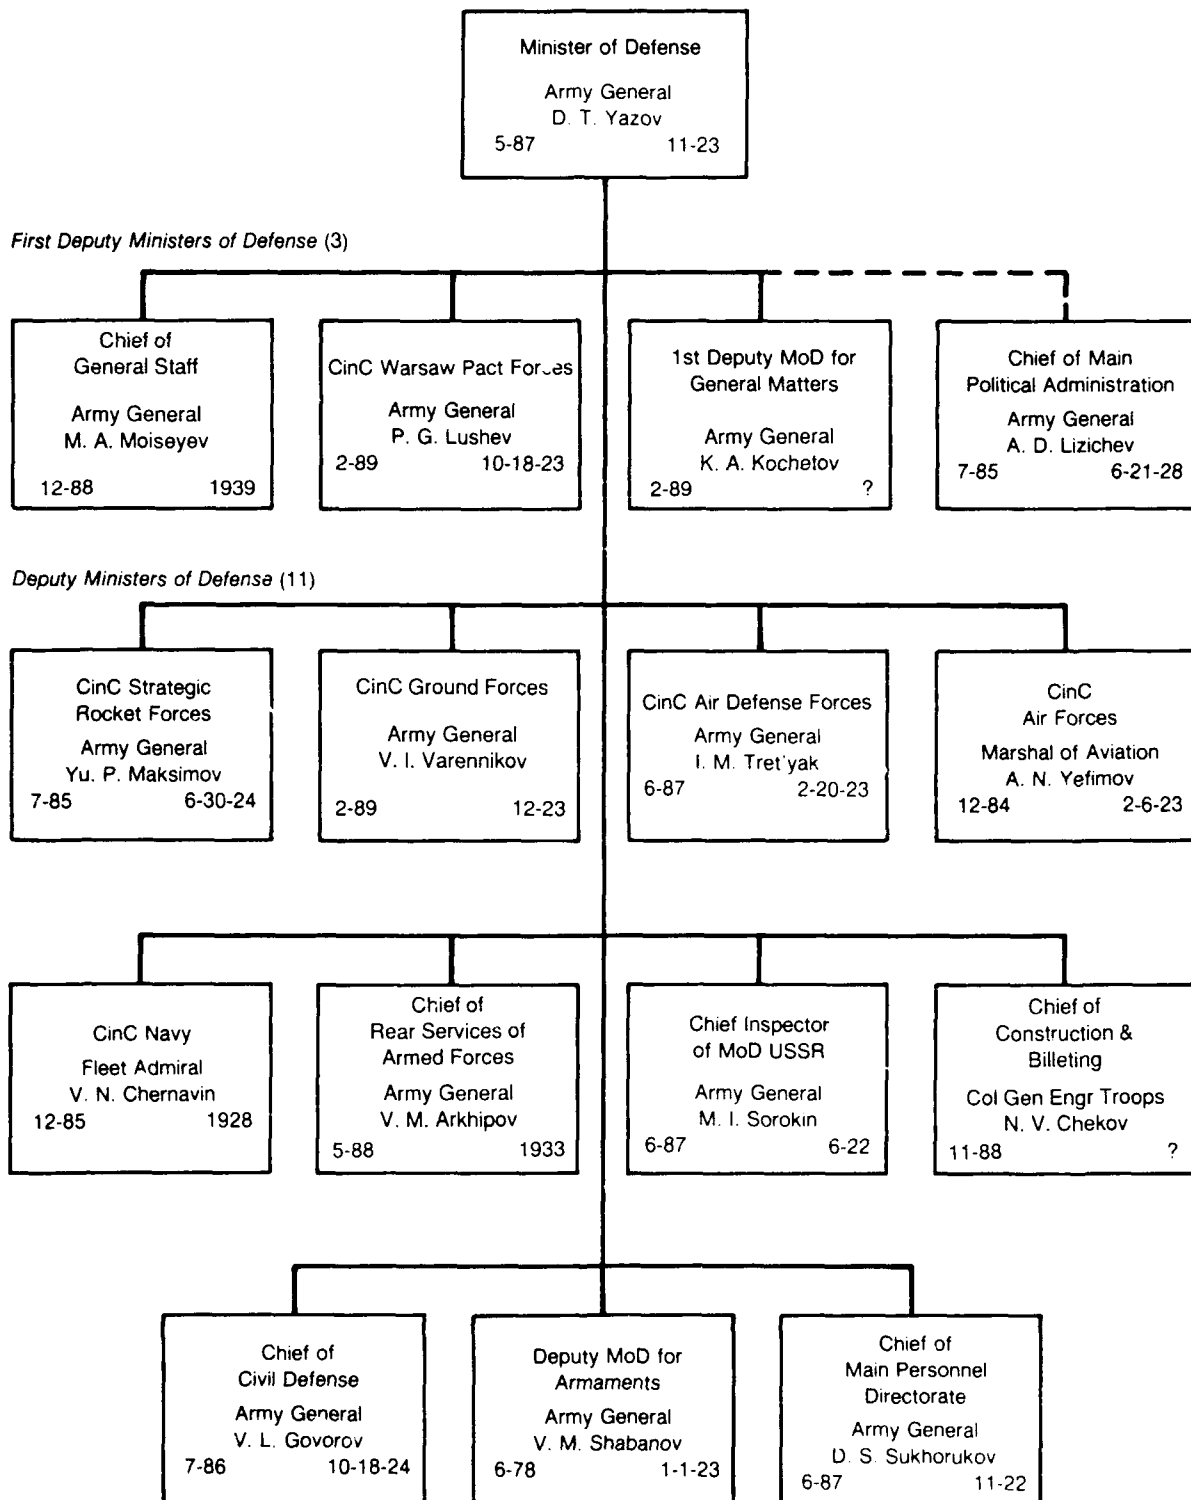 Minister of Defense
Army General
D. T. Yazov
5-87 11-23
First Deputy Ministers of Defense (3)
Chief of
General Staff
Army General
M. A. Moiseyev
12-88 1939
CinC Warsaw Pact Forces
Army General
P. G. Lushev
2-89 10-18-23
1st Deputy MoD for
General Matters
Army General
K. A. Kochetov
2-89 ?
Chief of Main
Political Administration
Army General
A. D. Lizichev
7-85 6-21-28
Deputy Ministers of Defense (11)
CinC Strategic
Rocket Forces
Army General
Yu. P. Maksimov
7-85 6-30-24
CinC Ground Forces
Army General
V. I. Varennikov
2-89 12-23
CinC Air Defense Forces
Army General
I. M. Tret'yak
6-87 2-20-23
CinC
Air Forces
Marshal of Aviation
A. N. Yefimov
12-84 2-6-23
CinC Navy
Fleet Admiral
V. N. Chernavin
12-85 1928
Chief of
Rear Services of
Armed Forces
Army General
V. M. Arkhipov
5-88 1933
Chief Inspector
of MoD USSR
Army General
M. I. Sorokin
6-87 6-22
Chief of
Construction &
Billeting
Col Gen Engr Troops
N. V. Chekov
11-88 ?
Chief of
Civil Defense
Army General
V. L. Govorov
7-86 10-18-24
Deputy MoD for
Armaments
Army General
V. M. Shabanov
6-78 1-1-23
Chief of
Main Personnel
Directorate
Army General
D. S. Sukhorukov
6-87 11-22